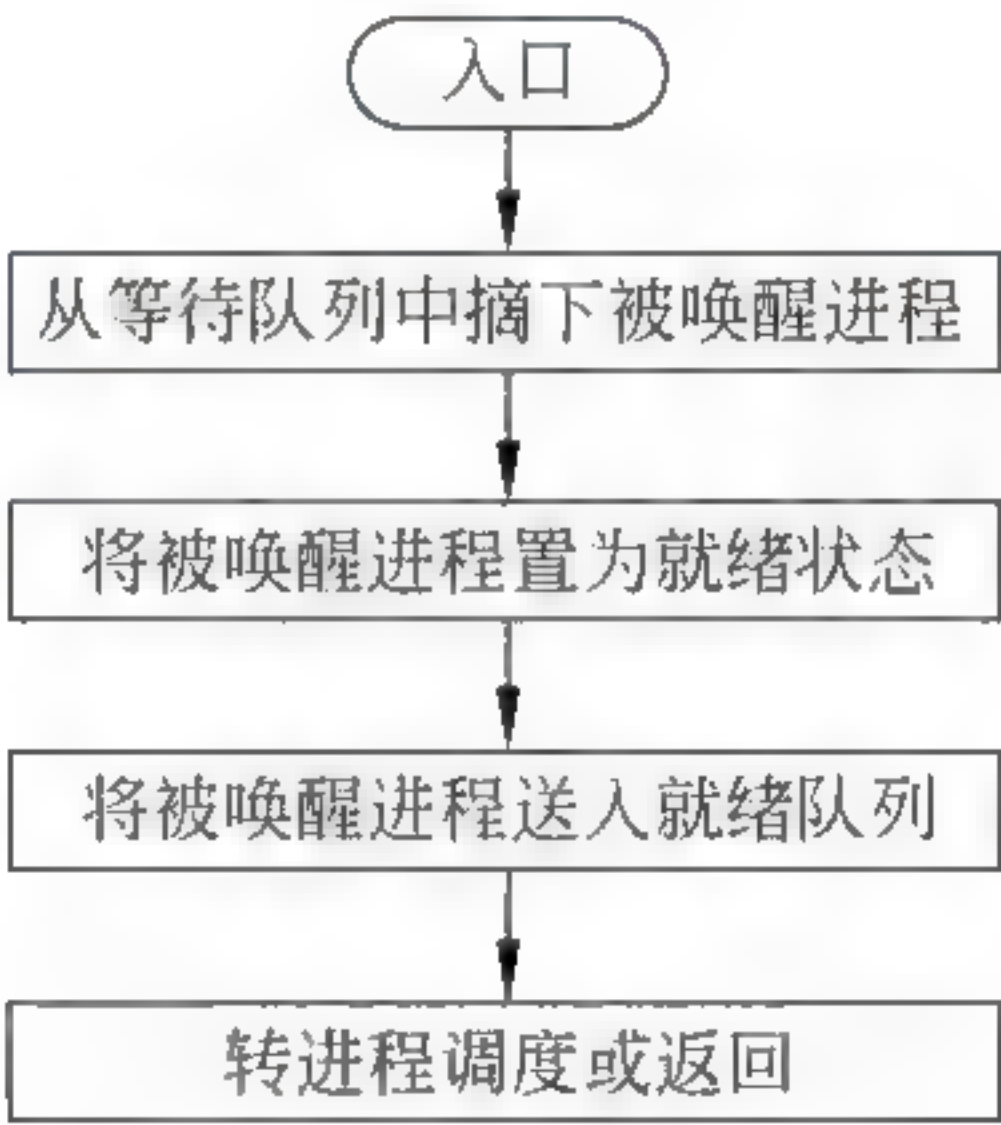 入口
从等待队列中摘下被唤醒进程
将被唤醒进程置为就绪状态
将被唤醒进程送入就绪队列
转进程调度或返回